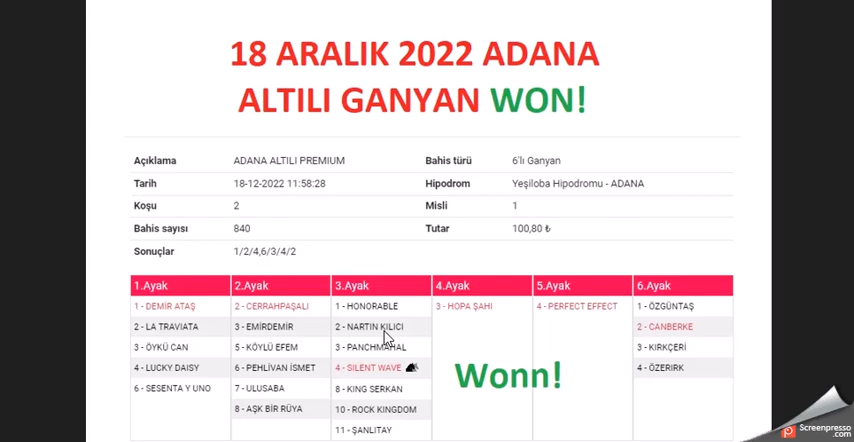 18 ARALIK 2022 ADANA
ALTILI GANYAN WON!
Açıklama ADANA ALTILI PREMIUM Bahis türü 6'lı Ganyan
Tarih 18-12-2022 11:58:28 Hipodrom Yeşiloba Hipodromu - ADANA
Koşu 2 Misli 1
Bahis sayısı 840 Tutar 100,80 ₺
Sonuçlar 1/2/4,6/3/4/2
1.Ayak 2.Ayak 3.Ayak 4.Ayak 5.Ayak 6.Ayak
1 - DEMİR ATAŞ 2 - CERRAHPAŞALI 1 - HONORABLE 3 - HOPA ŞAHI 4 - PERFECT EFFECT 1 - ÖZGÜNTAŞ
2 - LA TRAVIATA 3 - EMİRDEMİR 2 - NARTIN KILICI 2 - CANBERKE
3 - ÖYKÜ CAN 5 - KÖYLÜ EFEM 3 - PANCHMAHAL 3 - KIRKÇERİ
4 - LUCKY DAISY 6 - PEHLİVAN İSMET 4 - SILENT WAVE 4 - ÖZERIRK
Wonn!
6 - SESENTA Y UNO 7 - ULUSABA 8 - KING SERKAN
8 - AŞK BİR RÜYA 10 - ROCK KINGDOM
11 - ŞANLITAY
Screenpresso
.com